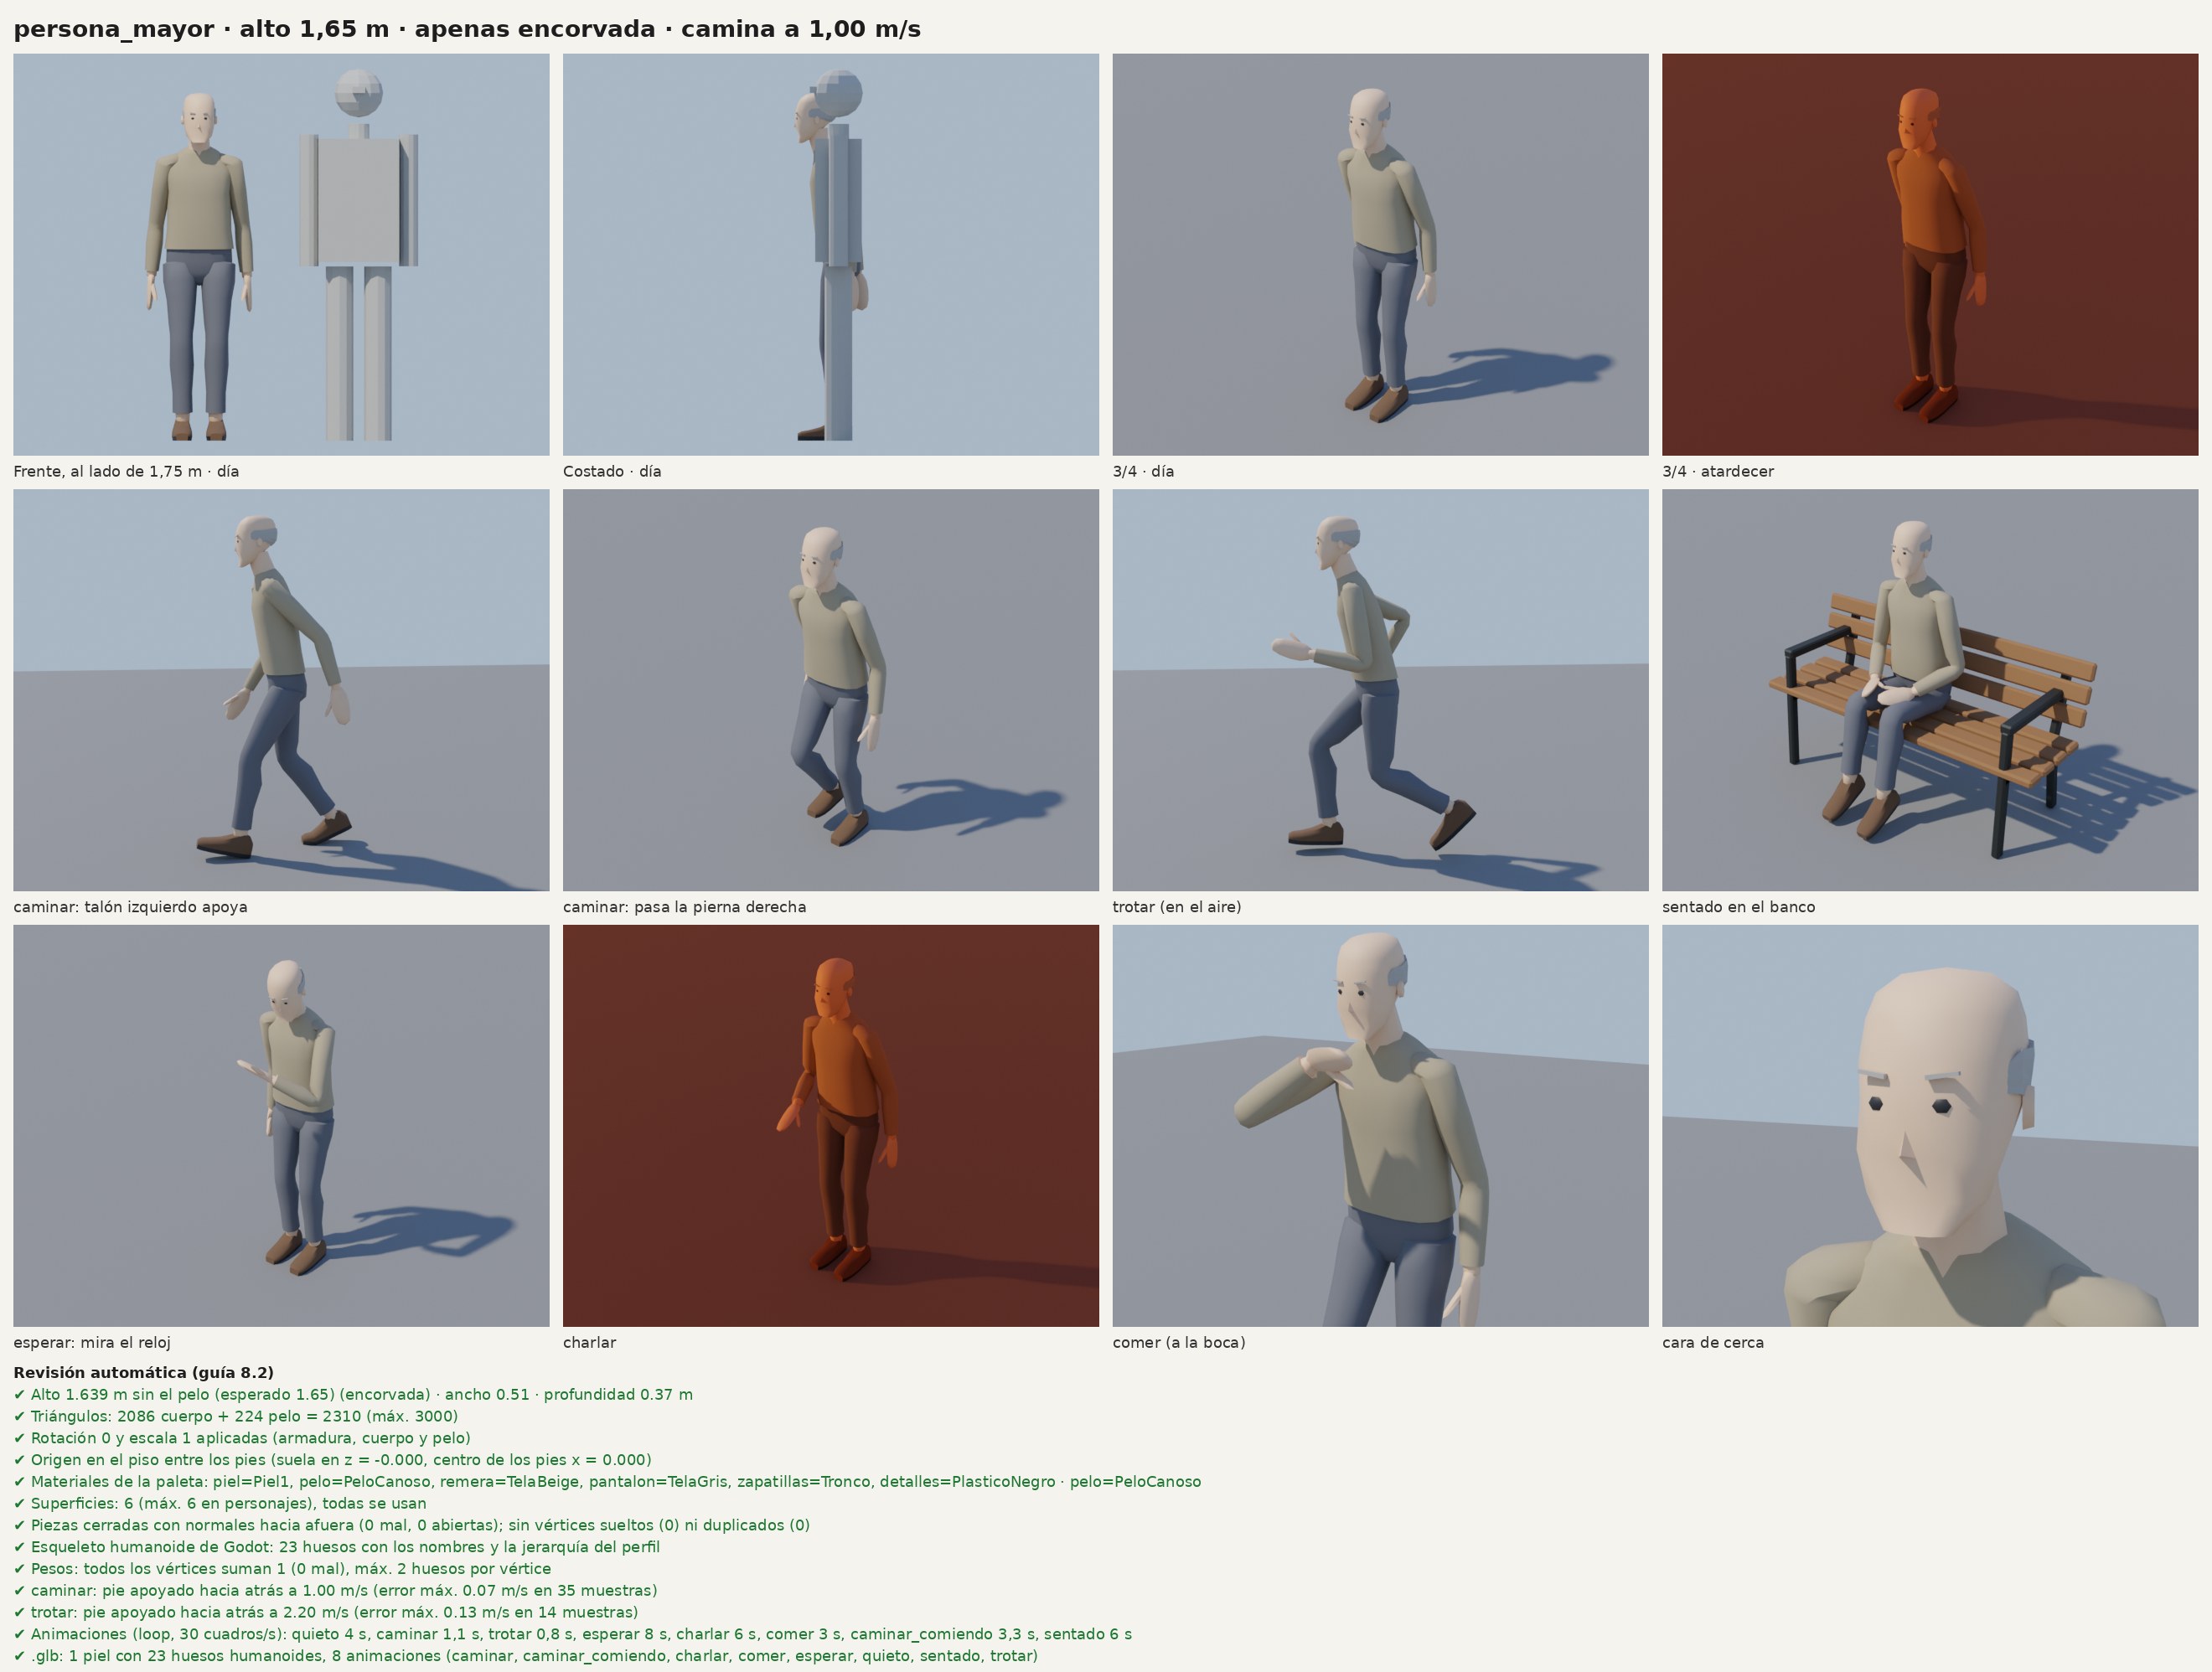 persona_mayor · alto 1,65 m · apenas encorvada · camina a 1,00 m/s
Frente, al lado de 1,75 m · día
Costado · día
3/4 · día
3/4 · atardecer
caminar: talón izquierdo apoya
caminar: pasa la pierna derecha
trotar (en el aire)
sentado en el banco
esperar: mira el reloj
charlar
comer (a la boca)
cara de cerca
Revisión automática (guía 8.2)
✔ Alto 1.639 m sin el pelo (esperado 1.65) (encorvada) · ancho 0.51 · profundidad 0.37 m
✔ Triángulos: 2086 cuerpo + 224 pelo = 2310 (máx. 3000)
✔ Rotación 0 y escala 1 aplicadas (armadura, cuerpo y pelo)
✔ Origen en el piso entre los pies (suela en z = -0.000, centro de los pies x = 0.000)
✔ Materiales de la paleta: piel=Piel1, pelo=PeloCanoso, remera=TelaBeige, pantalon=TelaGris, zapatillas=Tronco, detalles=PlasticoNegro · pelo=PeloCanoso
✔ Superficies: 6 (máx. 6 en personajes), todas se usan
✔ Piezas cerradas con normales hacia afuera (0 mal, 0 abiertas); sin vértices sueltos (0) ni duplicados (0)
✔ Esqueleto humanoide de Godot: 23 huesos con los nombres y la jerarquía del perfil
✔ Pesos: todos los vértices suman 1 (0 mal), máx. 2 huesos por vértice
✔ caminar: pie apoyado hacia atrás a 1.00 m/s (error máx. 0.07 m/s en 35 muestras)
✔ trotar: pie apoyado hacia atrás a 2.20 m/s (error máx. 0.13 m/s en 14 muestras)
✔ Animaciones (loop, 30 cuadros/s): quieto 4 s, caminar 1,1 s, trotar 0,8 s, esperar 8 s, charlar 6 s, comer 3 s, caminar_comiendo 3,3 s, sentado 6 s
✔ .glb: 1 piel con 23 huesos humanoides, 8 animaciones (caminar, caminar_comiendo, charlar, comer, esperar, quieto, sentado, trotar)